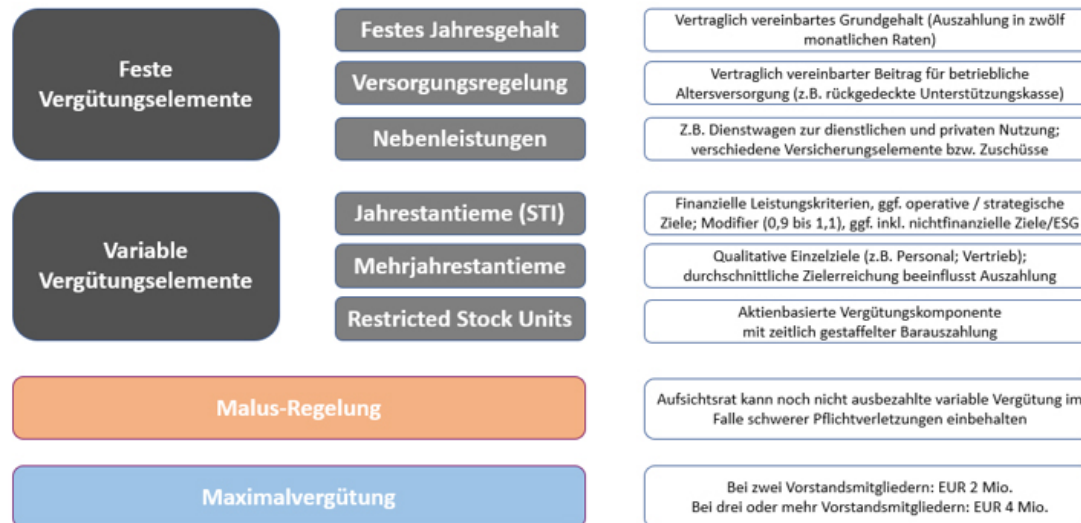 Feste
Vergütungselemente
Festes Jahresgehalt
Vertraglich vereinbartes Grundgehalt (Auszahlung in zwölf
monatlichen Raten)
Versorgungsregelung
Vertraglich vereinbarter Beitrag für betriebliche
Altersversorgung (z.B. rückgedeckte Unterstützungskasse)
Nebenleistungen
Z.B. Dienstwagen zur dienstlichen und privaten Nutzung;
verschiedene Versicherungselemente bzw. Zuschüsse
Variable
Vergütungselemente
Jahrestantieme (STI)
Finanzielle Leistungskriterien, ggf. operative / strategische
Ziele; Modifier (0,9 bis 1,1), ggf. inkl. nichtfinanzielle Ziele/ESG
Mehrjahrestantieme
Qualitative Einzelziele (z.B. Personal; Vertrieb);
durchschnittliche Zielerreichung beeinflusst Auszahlung
Restricted Stock Units
Aktienbasierte Vergütungskomponente
mit zeitlich gestaffelter Barauszahlung
Malus-Regelung
Aufsichtsrat kann noch nicht ausbezahlte variable Vergütung im
Falle schwerer Pflichtverletzungen einbehalten
Maximalvergütung
Bei zwei Vorstandsmitgliedern: EUR 2 Mio.
Bei drei oder mehr Vorstandsmitgliedern: EUR 4 Mio.